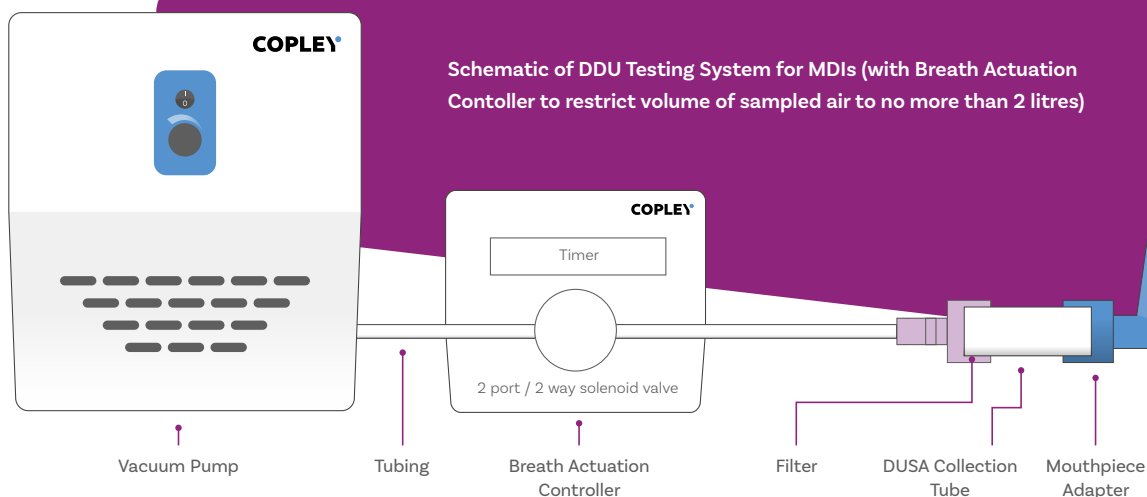 COPLEY
Schematic of DDU Testing System for MDIs (with Breath Actuation
Contoller to restrict volume of sampled air to no more than 2 litres)
I
0
COPLEY
Timer
2 port / 2 way solenoid valve
Vacuum Pump
Tubing
Breath Actuation
Controller
Filter
DUSA Collection
Tube
Mouthpiece
Adapter